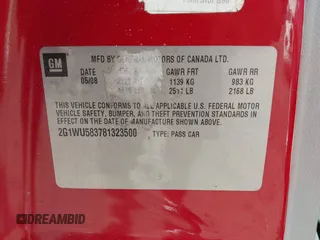 GM
MFD BY GENERAL MOTORS OF CANADA LTD.
DATE GAWR FRT GAWR RR
05/08 1139 KG 983 KG
2511 LB 2168 LB
THIS VEHICLE CONFORMS TO ALL APPLICABLE U.S. FEDERAL MOTOR
VEHICLE SAFETY, BUMPER, AND THEFT PREVENTION STANDARDS IN
EFFECT ON THE DATE OF MANUFACTURE SHOWN ABOVE.
2G1WU583781323500 TYPE: PASS CAR
DREAMBID